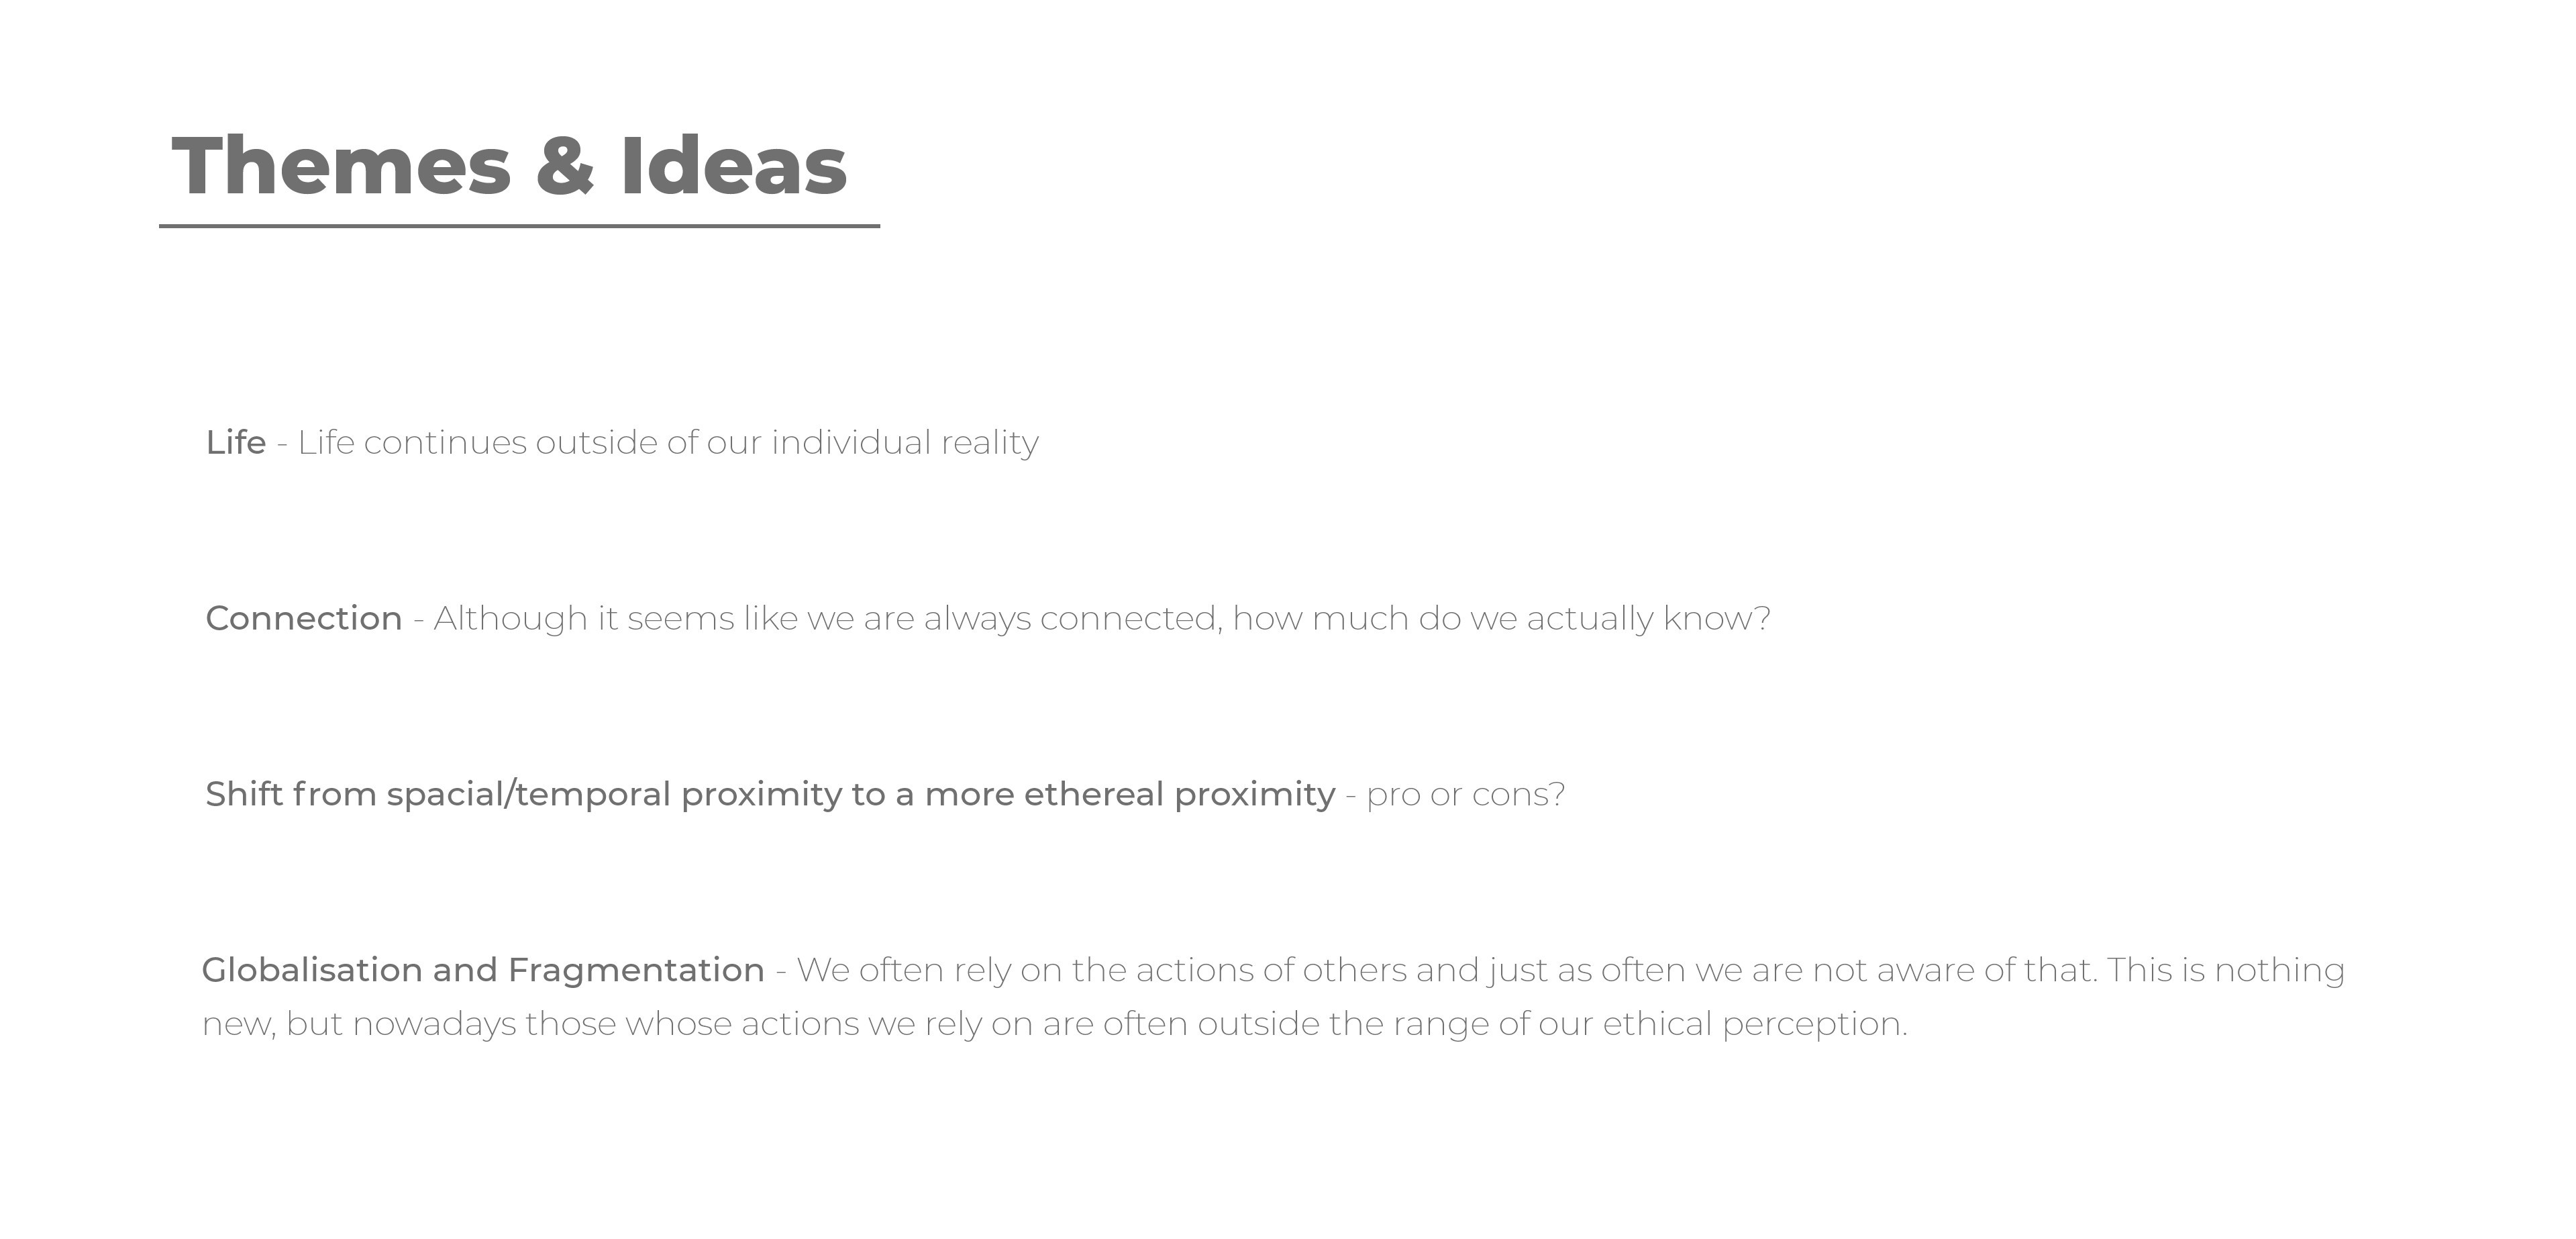 Themes & Ideas
Life - Life continues outside of our individual reality
Connection - Although it seems like we are always connected, how much do we actually know?
Shift from spacial/temporal proximity to a more ethereal proximity - pro or cons?
Globalisation and Fragmentation - We often rely on the actions of others and just as often we are not aware of that. This is nothing
new, but nowadays those whose actions we rely on are often outside the range of our ethical perception.